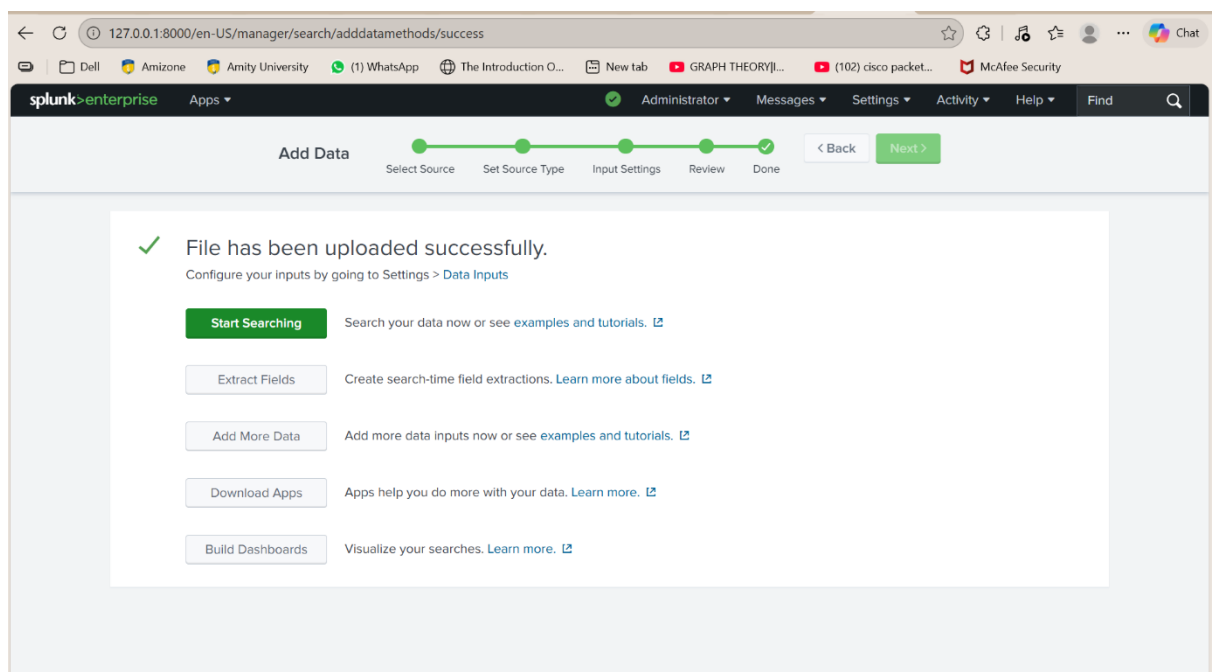 127.0.0.1:8000/en-US/manager/search/adddatamethods/success
Chat
Dell Amizone Amity University (1) WhatsApp The Introduction O... New tab GRAPH THEORY|I... (102) cisco packet... McAfee Security
splunk>enterprise Apps Administrator Messages Settings Activity Help Find
Add Data
Select Source Set Source Type Input Settings Review Done
< Back Next >
File has been uploaded successfully.
Configure your inputs by going to Settings > Data Inputs
Start Searching Search your data now or see examples and tutorials.
Extract Fields Create search-time field extractions. Learn more about fields.
Add More Data Add more data inputs now or see examples and tutorials.
Download Apps Apps help you do more with your data. Learn more.
Build Dashboards Visualize your searches. Learn more.